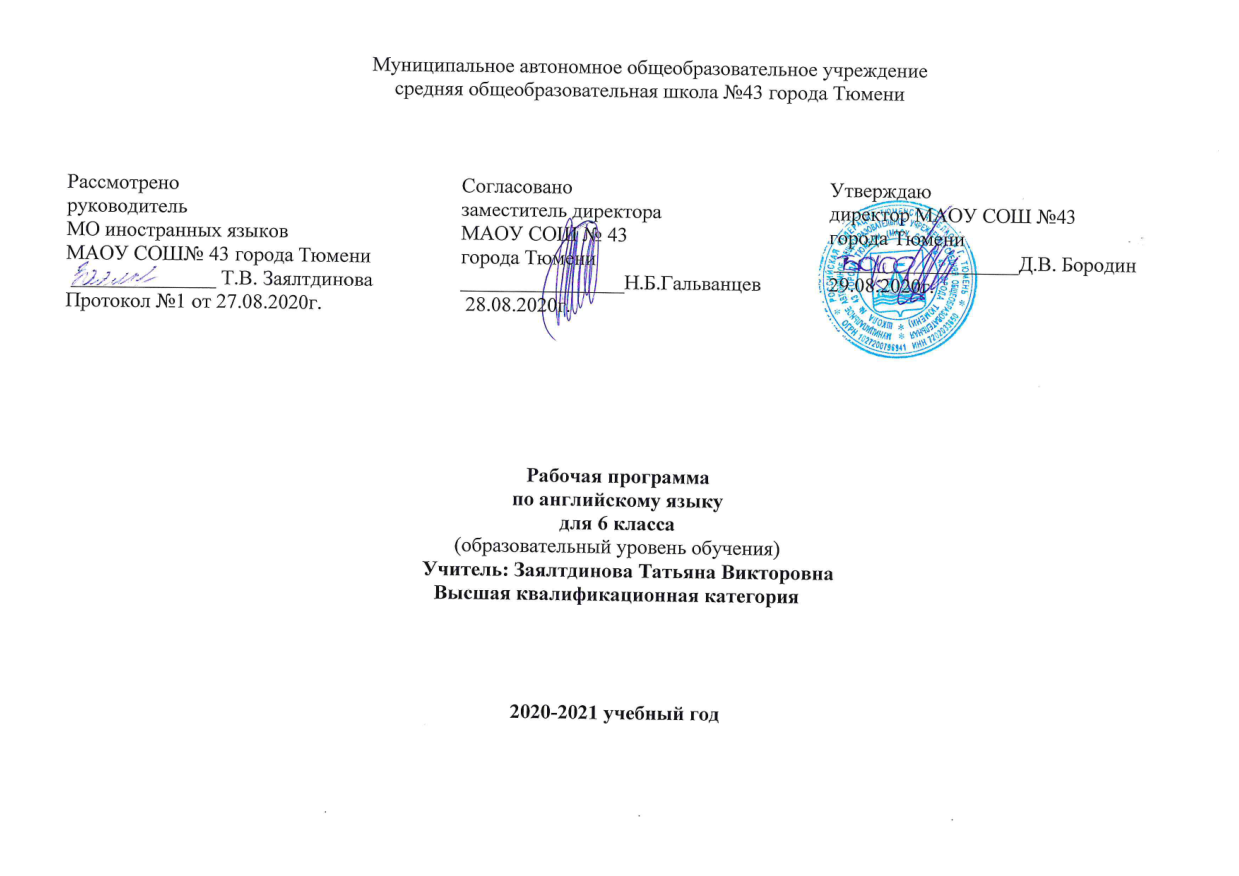 Муниципальное автономное общеобразовательное учреждение
средняя общеобразовательная школа №43 города Тюмени
Рассмотрено
руководитель
МО иностранных языков
МАОУ СОШ№ 43 города Тюмени
______________ Т.В. Заялтдинова
Протокол №1 от 27.08.2020г.
Согласовано
заместитель директора
МАОУ СОШ № 43
города Тюмени
________________Н.Б.Гальванцев
28.08.2020г.
Утверждаю
директор МАОУ СОШ №43
города Тюмени
__________________Д.В. Бородин
29.08.2020г.
Рабочая программа
по английскому языку
для 6 класса
(образовательный уровень обучения)
Учитель: Заялтдинова Татьяна Викторовна
Высшая квалификационная категория
2020-2021 учебный год